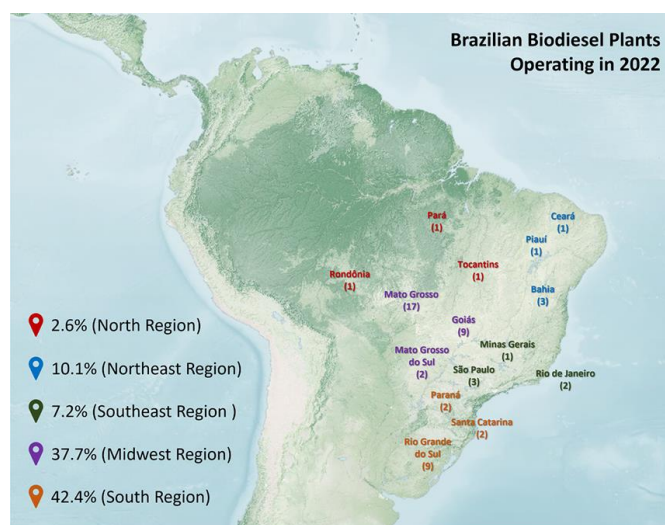 Brazilian Biodiesel Plants
Operating in 2022
Pará
(1)
Ceará
(1)
Piauí
(1)
Rondônia
(1)
Tocantins
(1)
Mato Grosso
(17)
Bahia
(3)
Goiás
(9)
Mato Grosso
do Sul
(2)
Minas Gerais
(1)
São Paulo
(3)
Rio de Janeiro
(2)
Paraná
(2)
Santa Catarina
(2)
Rio Grande
do Sul
(9)
2.6% (North Region)
10.1% (Northeast Region)
7.2% (Southeast Region )
37.7% (Midwest Region)
42.4% (South Region)